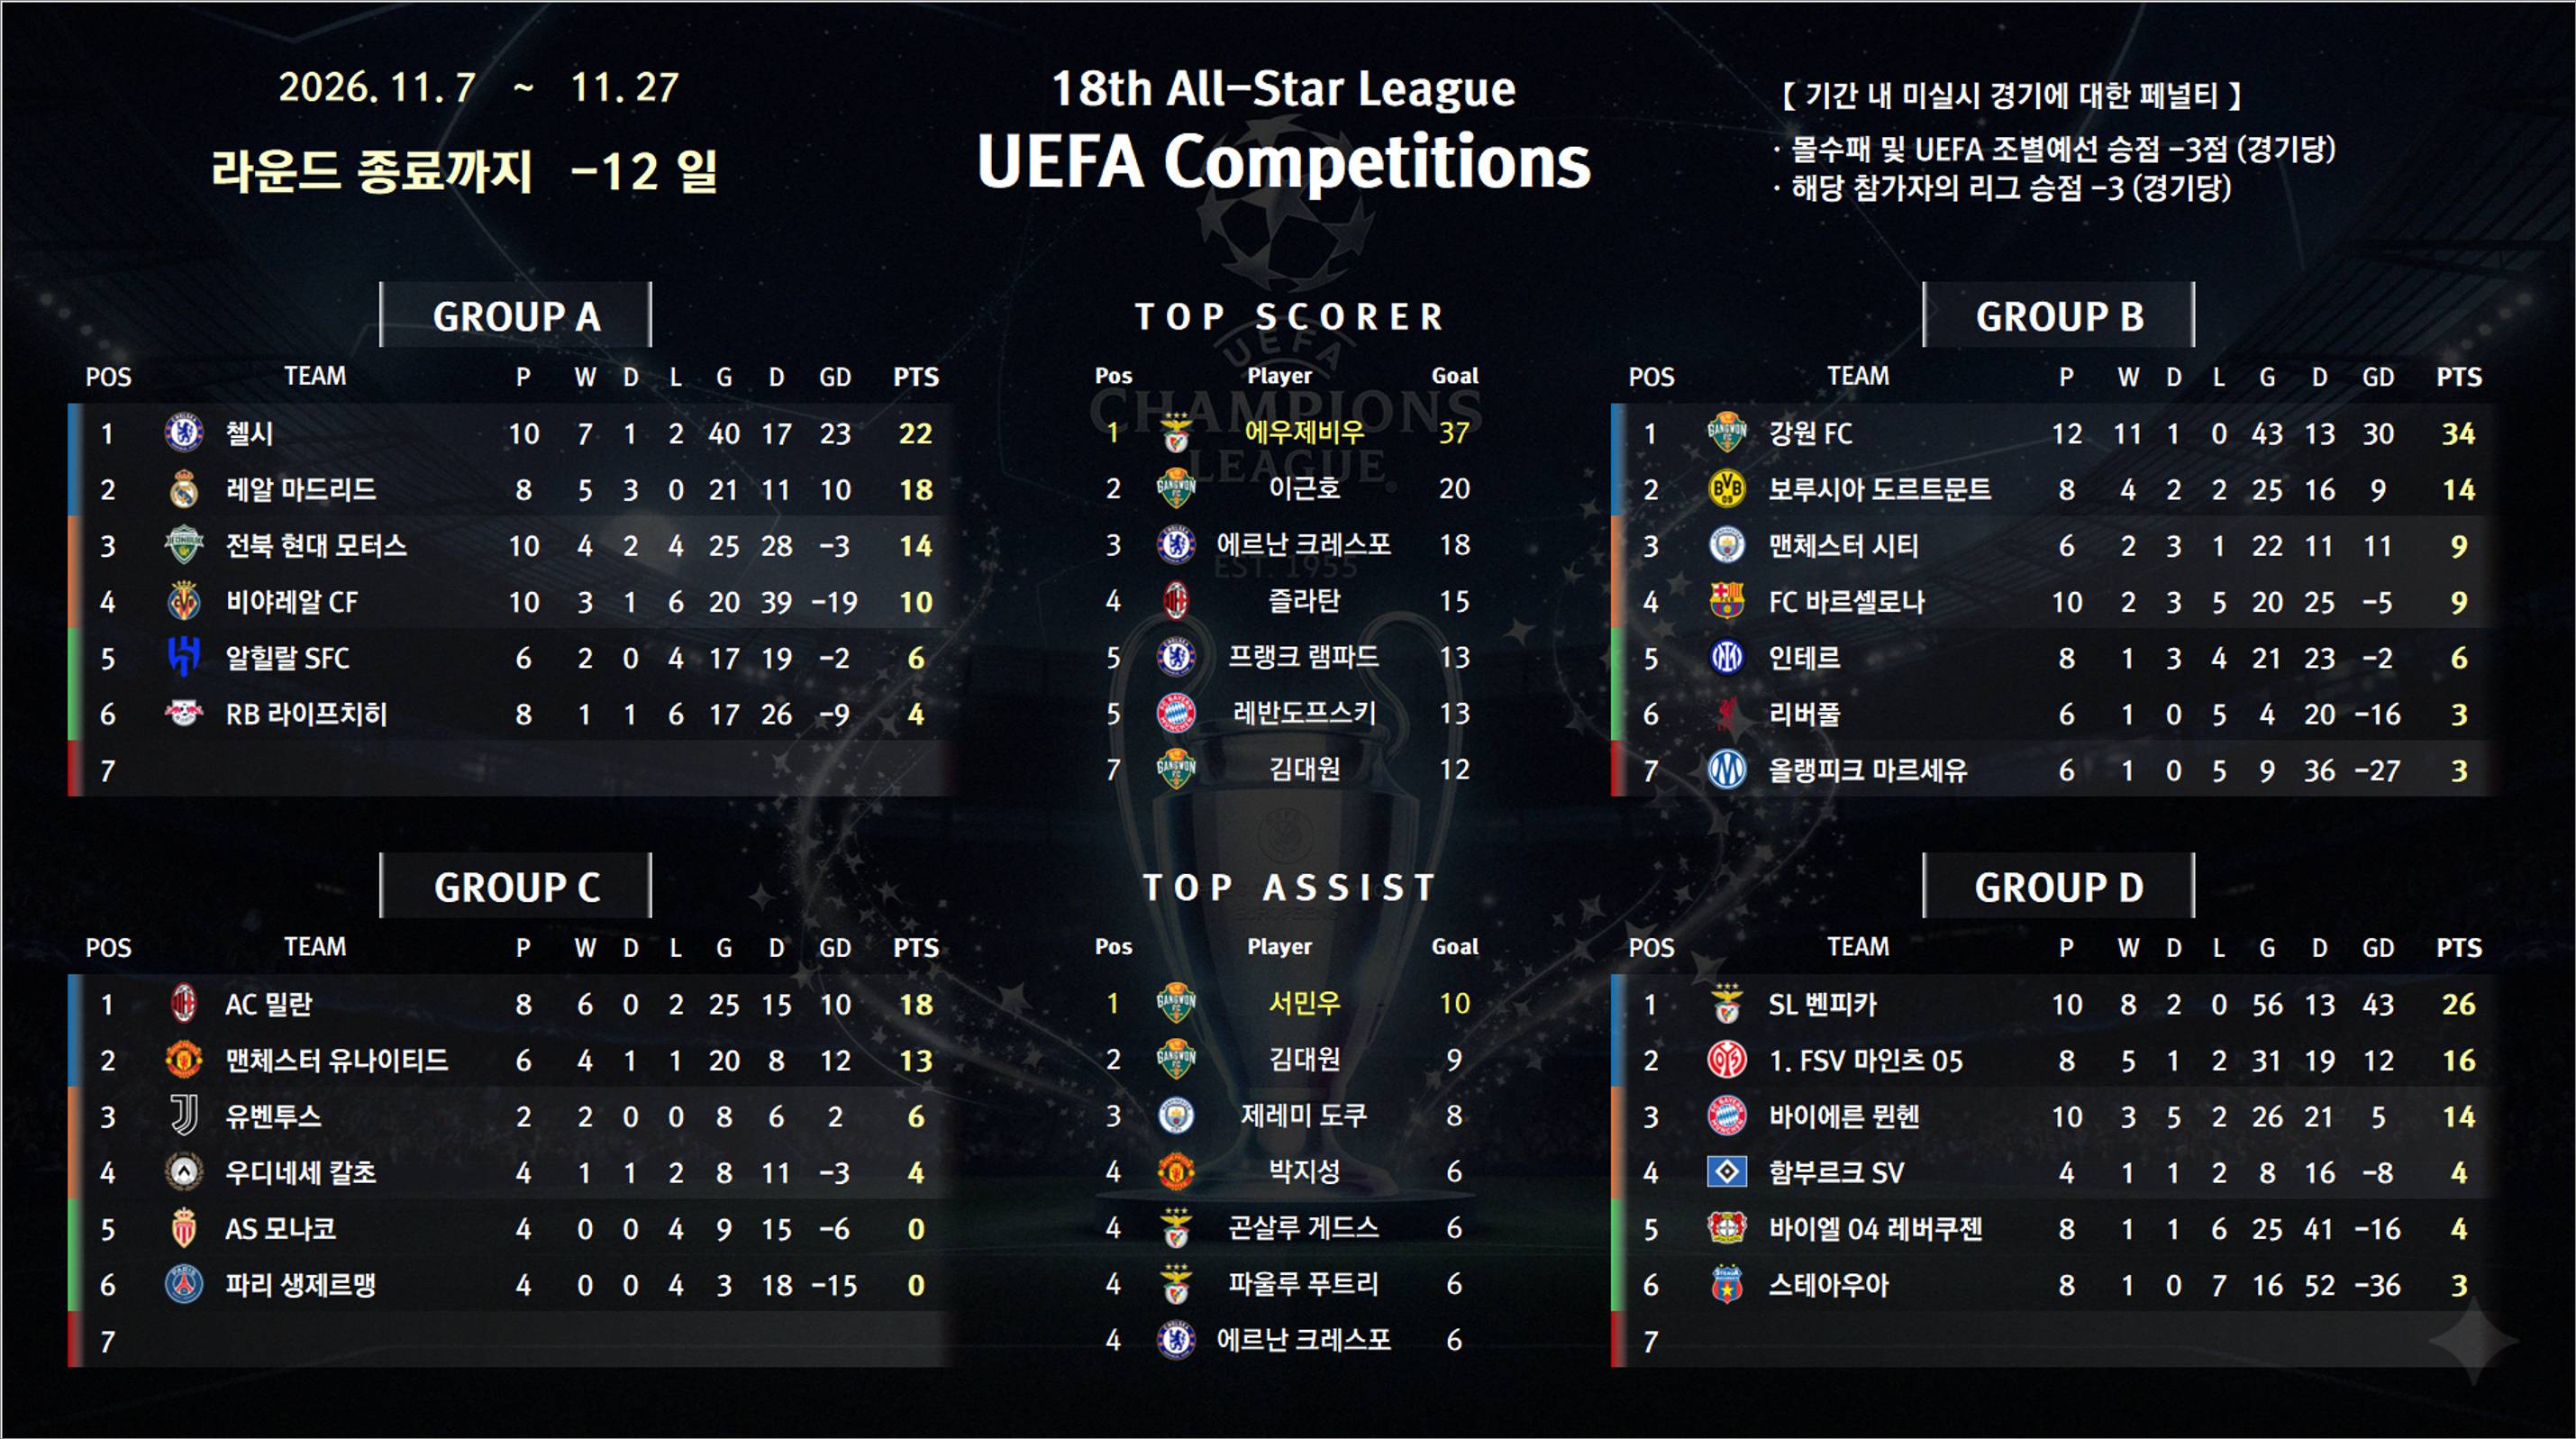 2026. 11. 7 ~ 11. 27
라운드 종료까지 -12 일
18th All-Star League
UEFA Competitions
【 기간 내 미실시 경기에 대한 페널티 】
· 몰수패 및 UEFA 조별예선 승점 -3점 (경기당)
· 해당 참가자의 리그 승점 -3 (경기당)
GROUP A
POS TEAM P W D L G D GD PTS
1 첼시 10 7 1 2 40 17 23 22
2 레알 마드리드 8 5 3 0 21 11 10 18
3 전북 현대 모터스 10 4 2 4 25 28 -3 14
4 비야레알 CF 10 3 1 6 20 39 -19 10
5 알힐랄 SFC 6 2 0 4 17 19 -2 6
6 RB 라이프치히 8 1 1 6 17 26 -9 4
7
TOP SCORER
Pos Player Goal
1 에우제비우 37
2 이근호 20
3 에르난 크레스포 18
4 즐라탄 15
5 프랭크 램파드 13
5 레반도프스키 13
7 김대원 12
UEFA
CHAMPIONS
LEAGUE
EST. 1955
GROUP B
POS TEAM P W D L G D GD PTS
1 강원 FC 12 11 1 0 43 13 30 34
2 보루시아 도르트문트 8 4 2 2 25 16 9 14
3 맨체스터 시티 6 2 3 1 22 11 11 9
4 FC 바르셀로나 10 2 3 5 20 25 -5 9
5 인테르 8 1 3 4 21 23 -2 6
6 리버풀 6 1 0 5 4 20 -16 3
7 올랭피크 마르세유 6 1 0 5 9 36 -27 3
GROUP C
POS TEAM P W D L G D GD PTS
1 AC 밀란 8 6 0 2 25 15 10 18
2 맨체스터 유나이티드 6 4 1 1 20 8 12 13
3 유벤투스 2 2 0 0 8 6 2 6
4 우디네세 칼초 4 1 1 2 8 11 -3 4
5 AS 모나코 4 0 0 4 9 15 -6 0
6 파리 생제르맹 4 0 0 4 3 18 -15 0
7
TOP ASSIST
Pos Player Goal
1 서민우 10
2 김대원 9
3 제레미 도쿠 8
4 박지성 6
4 곤살루 게드스 6
4 파울루 푸트리 6
4 에르난 크레스포 6
GROUP D
POS TEAM P W D L G D GD PTS
1 SL 벤피카 10 8 2 0 56 13 43 26
2 1. FSV 마인츠 05 8 5 1 2 31 19 12 16
3 바이에른 뮌헨 10 3 5 2 26 21 5 14
4 함부르크 SV 4 1 1 2 8 16 -8 4
5 바이엘 04 레버쿠젠 8 1 1 6 25 41 -16 4
6 스테아우아 8 1 0 7 16 52 -36 3
7